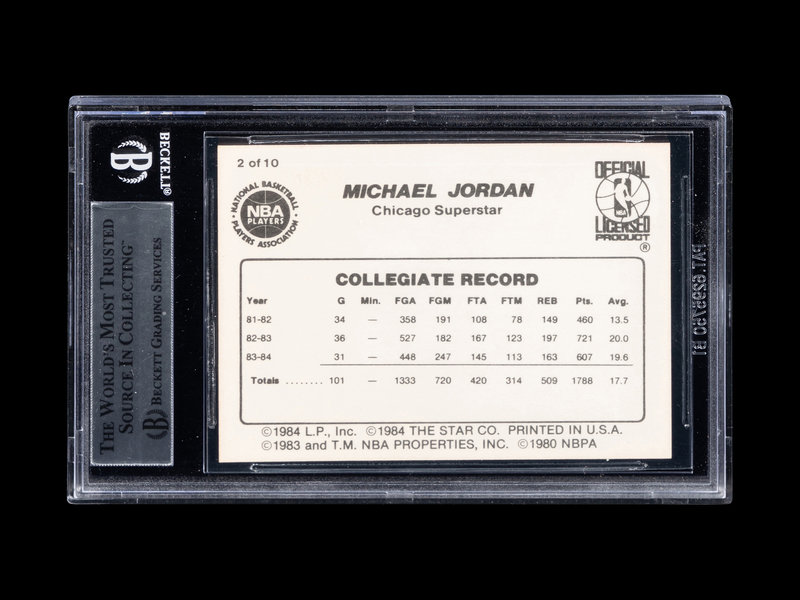 BECKETT®
B
THE WORLD'S MOST TRUSTED
SOURCE IN COLLECTING™
B BECKETT GRADING SERVICES
2 of 10
NATIONAL BASKETBALL
NBA
PLAYERS
PLAYERS ASSOCIATION
MICHAEL JORDAN
Chicago Superstar
OFFICIAL
NBA
LICENSED
PRODUCT
®
COLLEGIATE RECORD
Year G Min. FGA FGM FTA FTM REB Pts. Avg.
81-82 34 — 358 191 108 78 149 460 13.5
82-83 36 — 527 182 167 123 197 721 20.0
83-84 31 — 448 247 145 113 163 607 19.6
Totals ........ 101 — 1333 720 420 314 509 1788 17.7
©1984 L.P., Inc. ©1984 THE STAR CO. PRINTED IN U.S.A.
©1983 and T.M. NBA PROPERTIES, INC. ©1980 NBPA